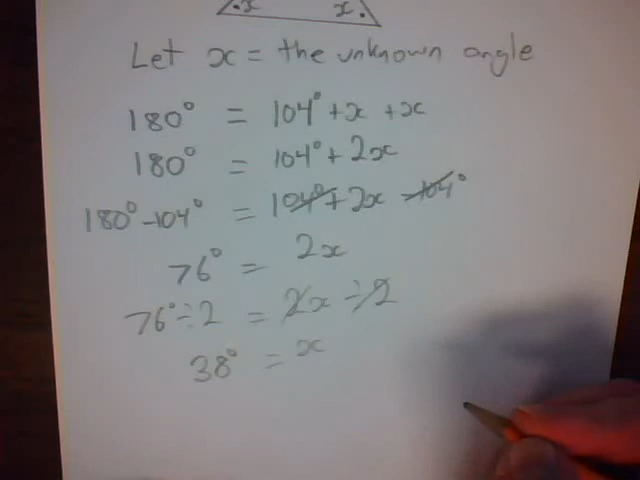 x x
Let x = the unknown angle
180° = 104° + x + x
180° = 104° + 2x
180° - 104° = 104° + 2x - 104°
76° = 2x
76° ÷ 2 = 2x ÷ 2
38° = x